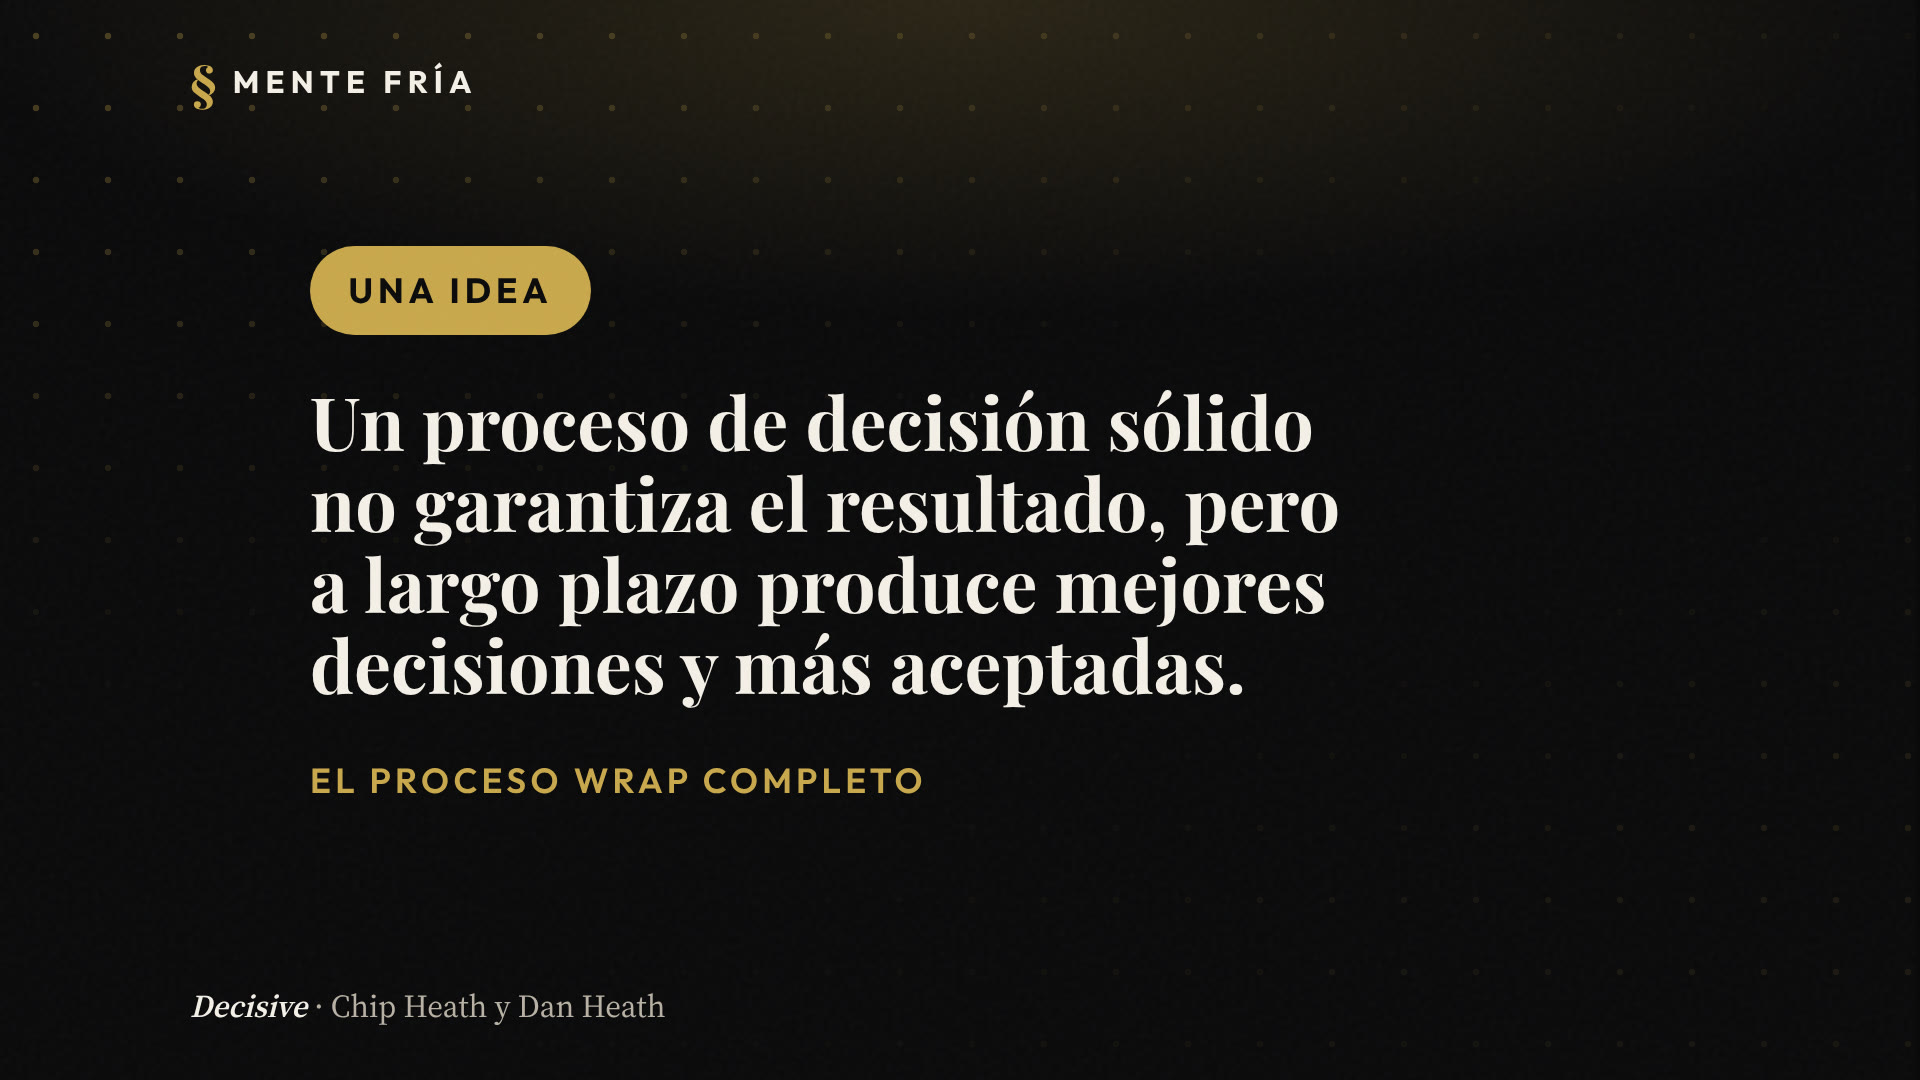 § MENTE FRÍA
UNA IDEA
Un proceso de decisión sólido
no garantiza el resultado, pero
a largo plazo produce mejores
decisiones y más aceptadas.
EL PROCESO WRAP COMPLETO
Decisive · Chip Heath y Dan Heath